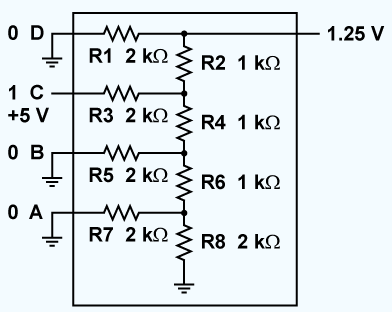 0 D
1.25 V
R1 2 kΩ
R2 1 kΩ
1 C
+5 V
R3 2 kΩ
R4 1 kΩ
0 B
R5 2 kΩ
R6 1 kΩ
0 A
R7 2 kΩ
R8 2 kΩ